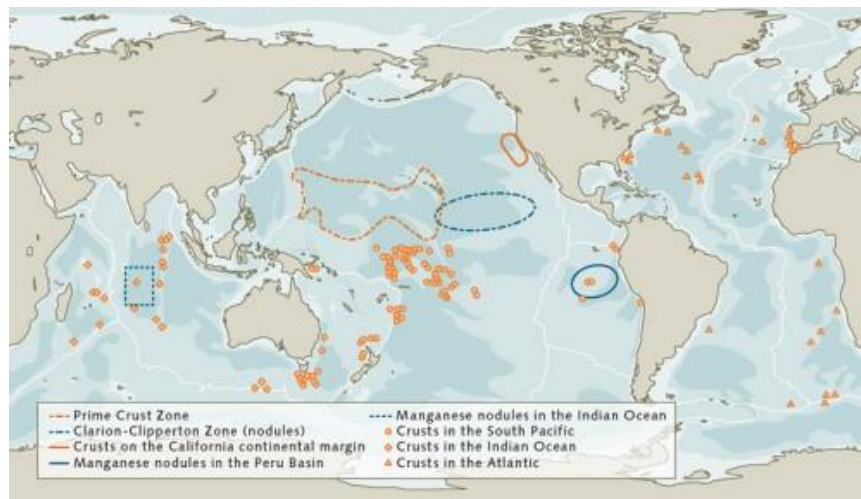 Prime Crust Zone
Clarion-Clipperton Zone (nodules)
Crusts on the California continental margin
Manganese nodules in the Peru Basin
Manganese nodules in the Indian Ocean
Crusts in the South Pacific
Crusts in the Indian Ocean
Crusts in the Atlantic